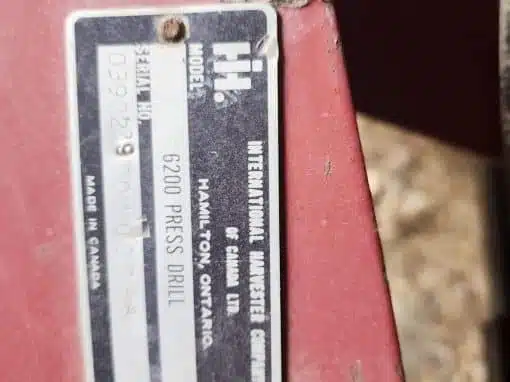 IH.
INTERNATIONAL HARVESTER COMPANY
OF CANADA LTD.
HAMILTON, ONTARIO
MODEL
6200 PRESS DRILL
SERIAL NO.
MADE IN CANADA